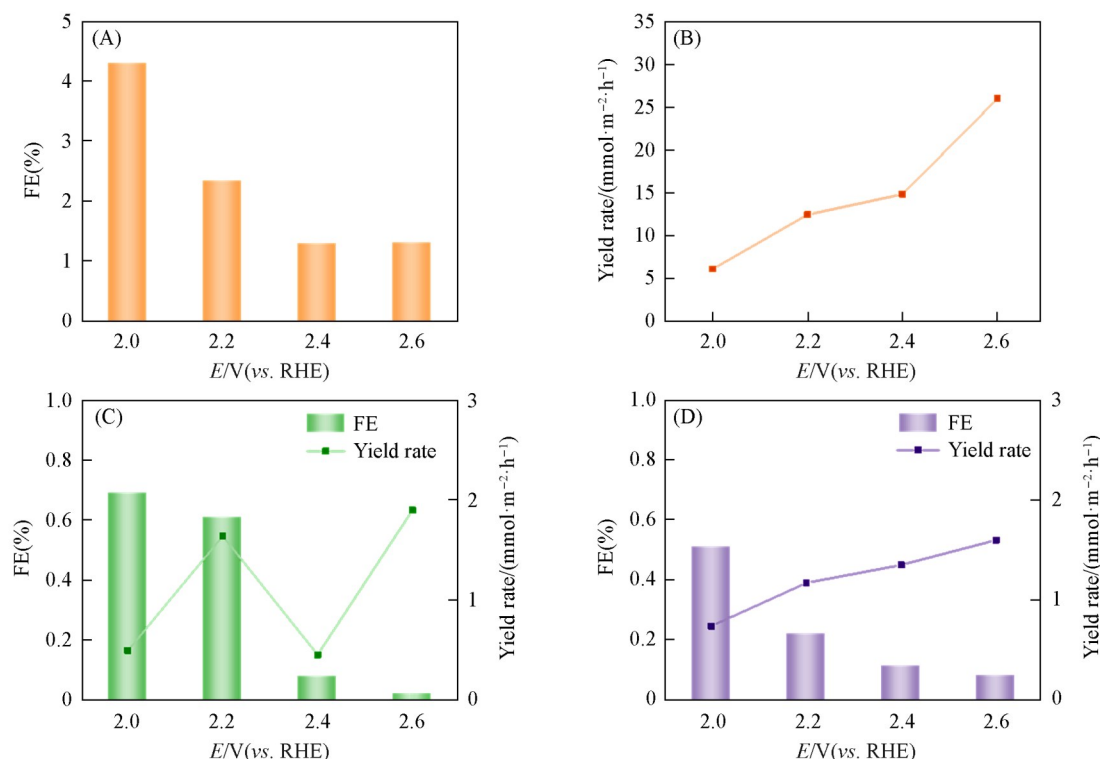 (A)
5
4
3
2
1
0
FE(%)
2.0 2.2 2.4 2.6
E/V(vs. RHE)
(B)
35
30
25
20
15
10
5
0
Yield rate/(mmol·m⁻²·h⁻¹)
2.0 2.2 2.4 2.6
E/V(vs. RHE)
(C)
FE
Yield rate
1.0
0.8
0.6
0.4
0.2
0
FE(%)
3
2
1
0
Yield rate/(mmol·m⁻²·h⁻¹)
2.0 2.2 2.4 2.6
E/V(vs. RHE)
(D)
FE
Yield rate
1.0
0.8
0.6
0.4
0.2
0
FE(%)
3
2
1
0
Yield rate/(mmol·m⁻²·h⁻¹)
2.0 2.2 2.4 2.6
E/V(vs. RHE)